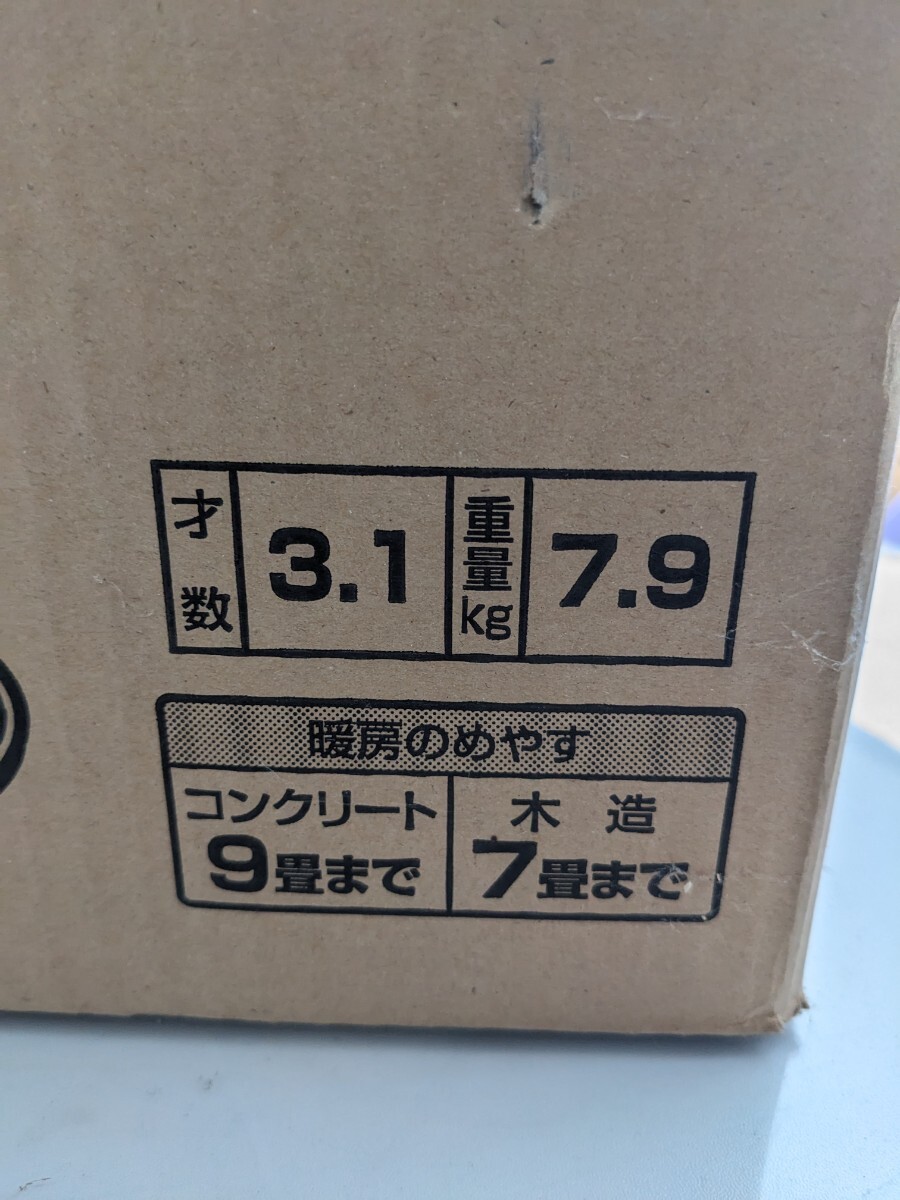 才数 3.1 重量kg 7.9
暖房のめやす
コンクリート 木造
9畳まで 7畳まで